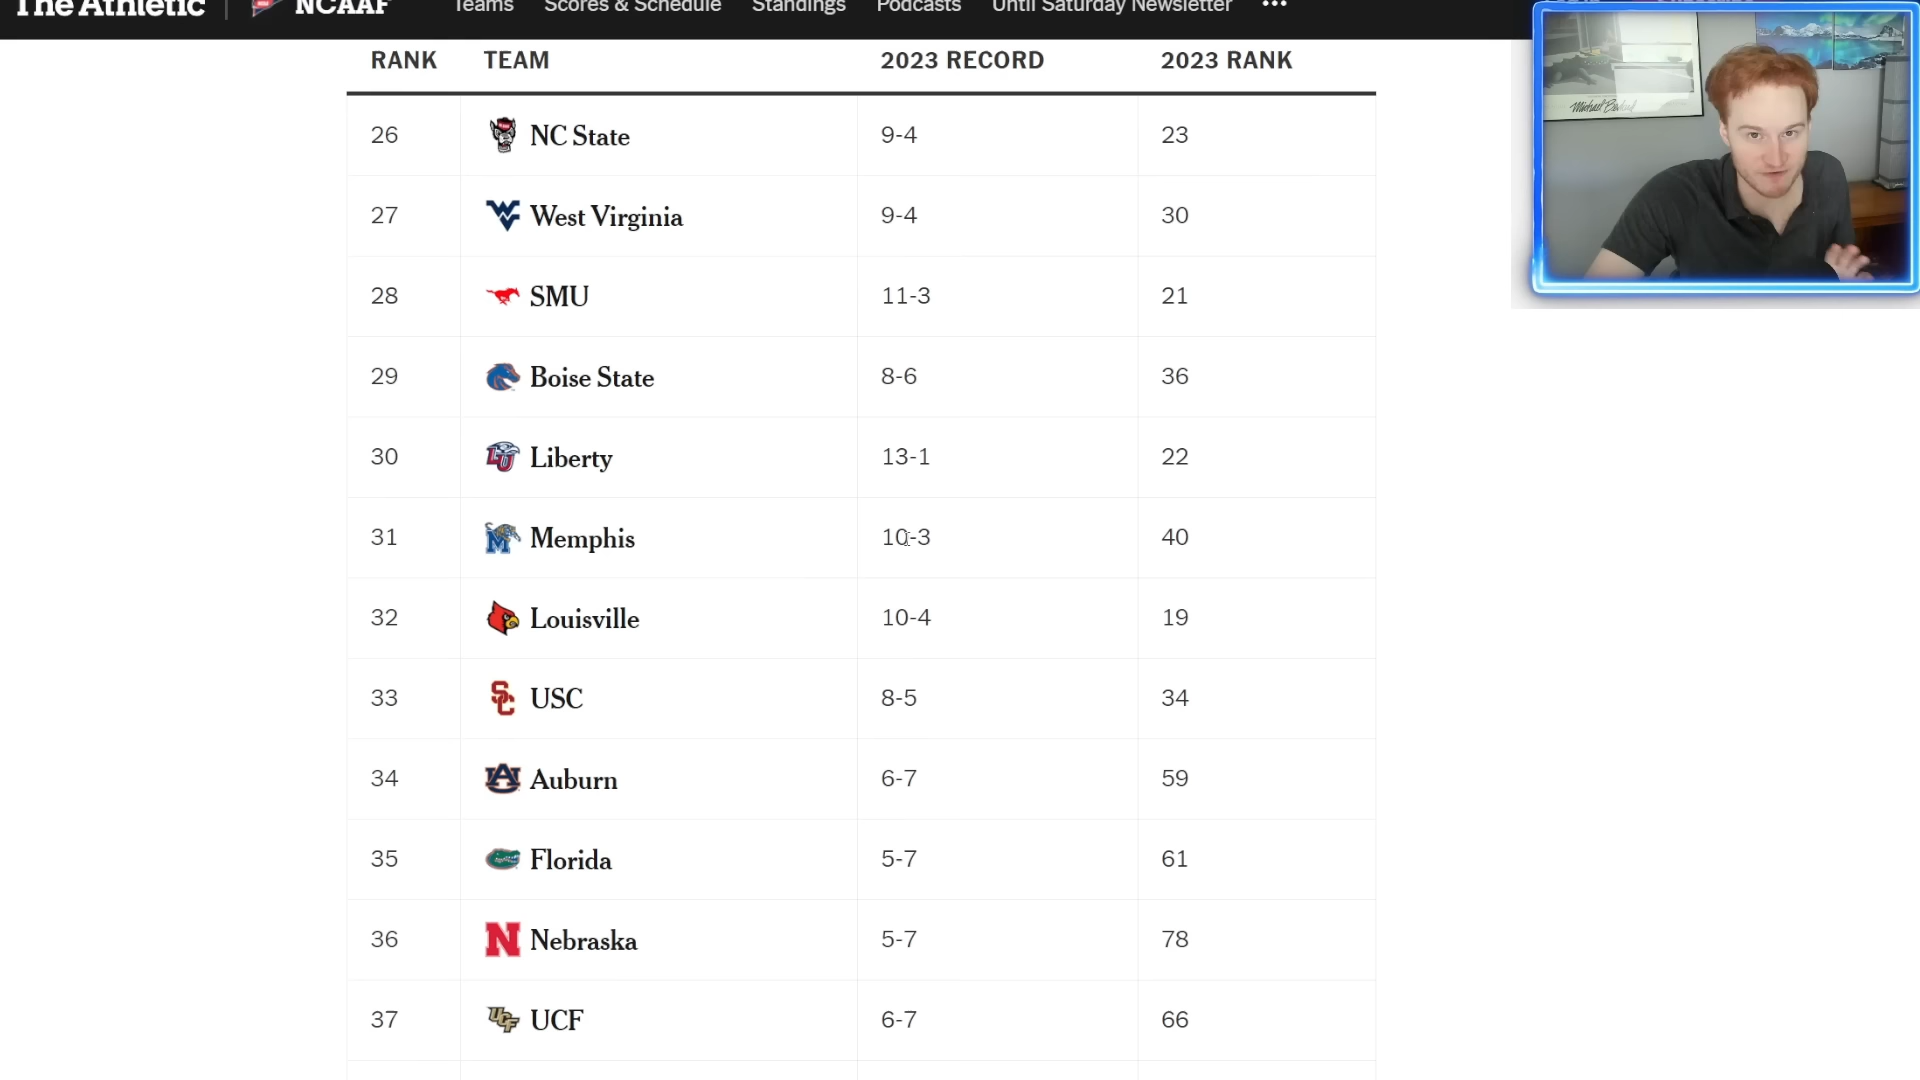 The Athletic NCAAF Teams Scores & Schedule Standings Podcasts Until Saturday Newsletter ...
RANK TEAM 2023 RECORD 2023 RANK
26 NC State 9-4 23
27 West Virginia 9-4 30
28 SMU 11-3 21
29 Boise State 8-6 36
30 Liberty 13-1 22
31 Memphis 10-3 40
32 Louisville 10-4 19
33 USC 8-5 34
34 Auburn 6-7 59
35 Florida 5-7 61
36 Nebraska 5-7 78
37 UCF 6-7 66